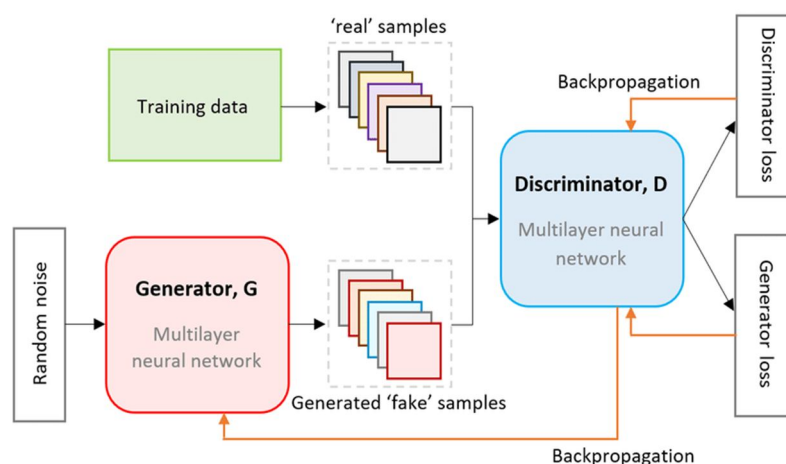 'real' samples
Training data
Backpropagation
Discriminator loss
Discriminator, D
Multilayer neural
network
Random noise
Generator, G
Multilayer
neural network
Generated 'fake' samples
Generator loss
Backpropagation